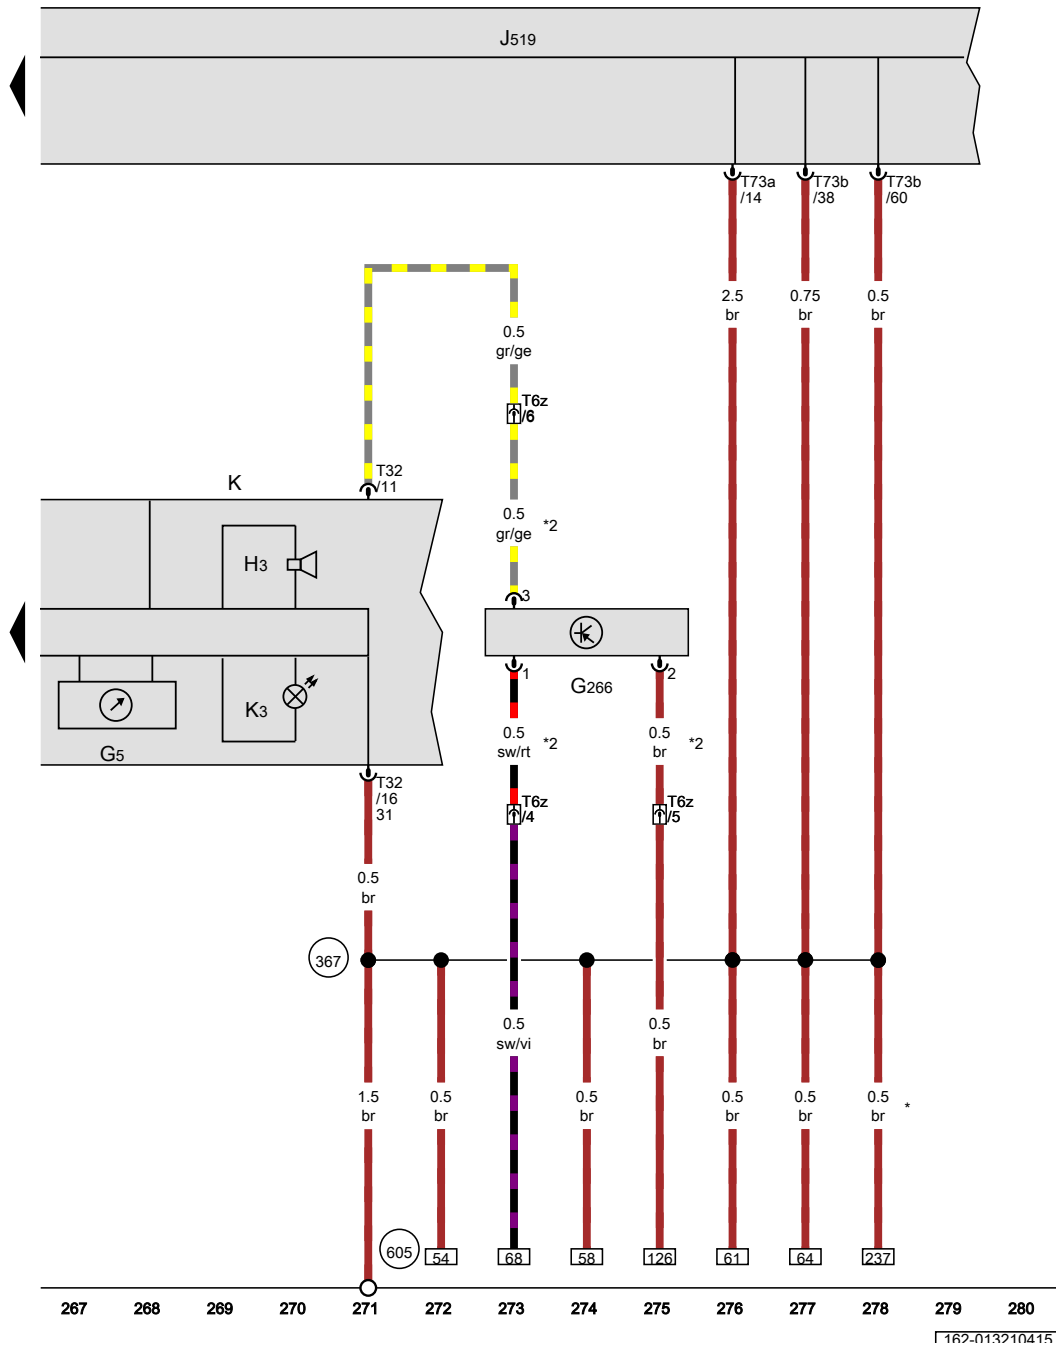 J519
T73a
/14
T73b
/38
T73b
/60
2.5
br
0.75
br
0.5
br
0.5
gr/ge
T6z
/6
T32
/11
K
0.5
gr/ge
*2
H3
3
1
2
G266
K3
G5
0.5
sw/rt
*2
0.5
br
*2
T32
/16
31
T6z
/4
T6z
/5
0.5
br
367
0.5
sw/vi
0.5
br
1.5
br
0.5
br
0.5
br
0.5
br
0.5
br
0.5
br
*
605
54
68
58
126
61
64
237
267 268 269 270 271 272 273 274 275 276 277 278 279 280
162-013210415